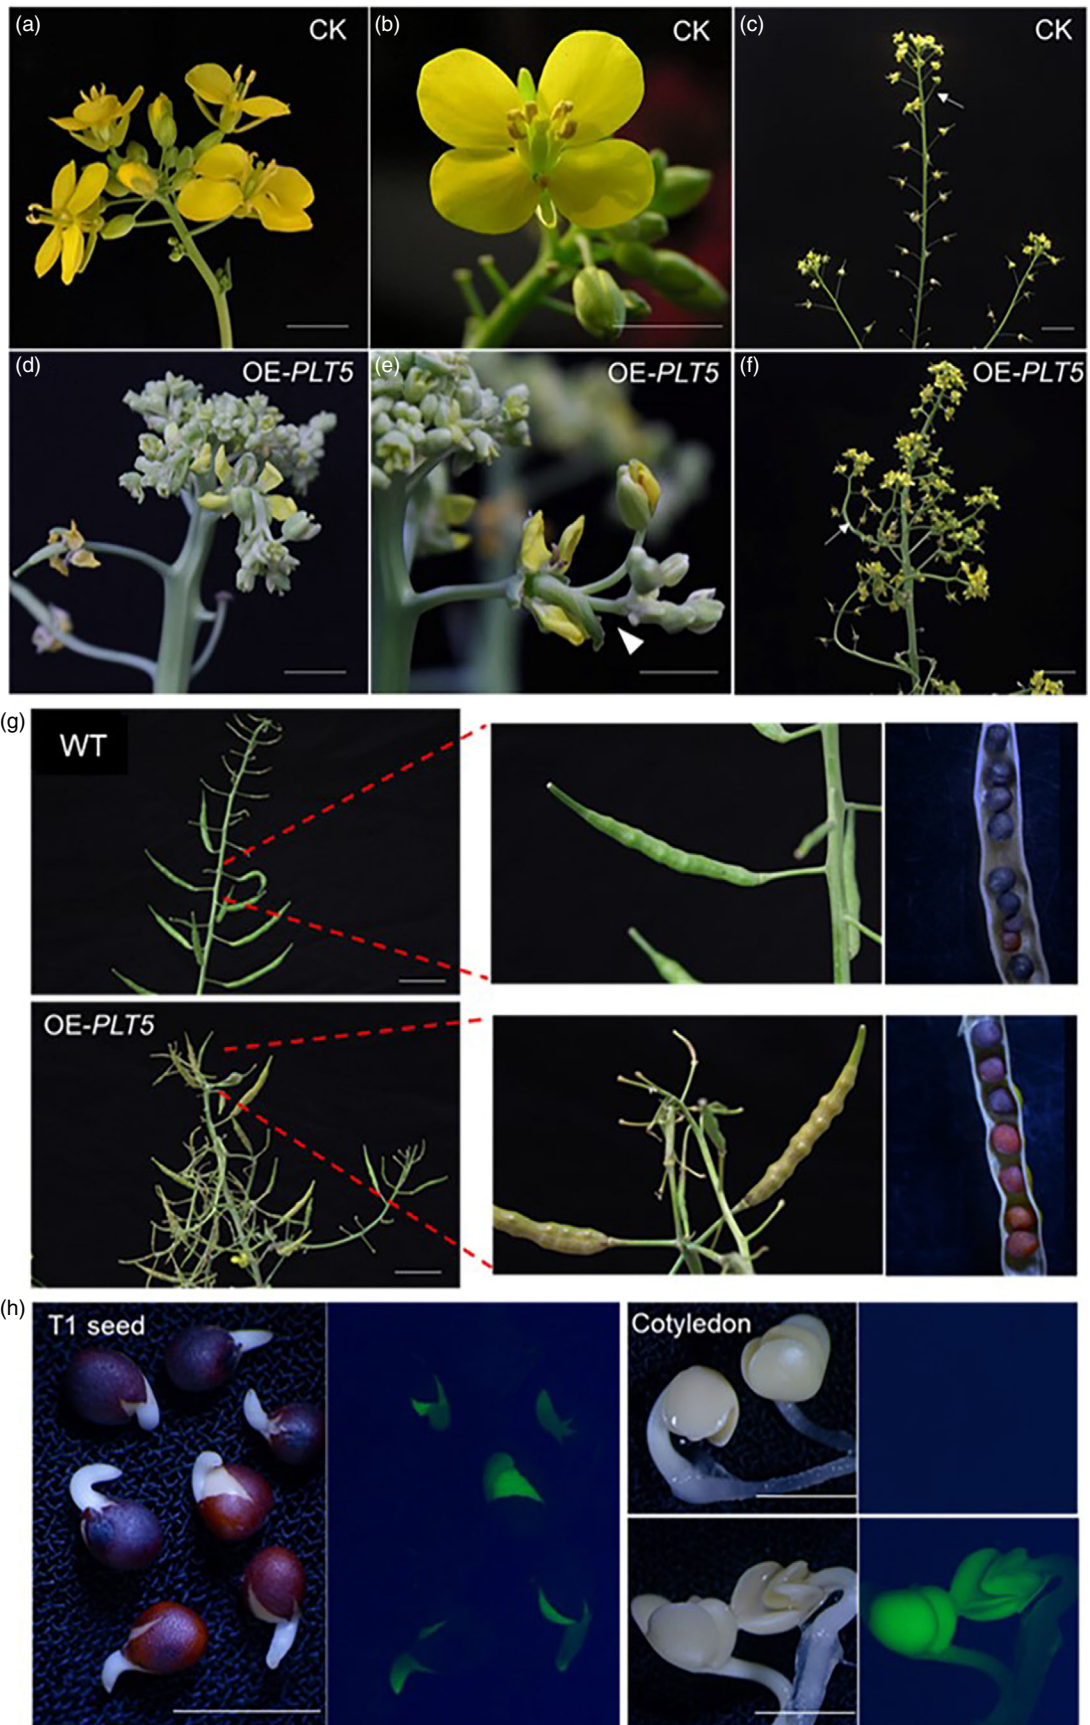 (a) CK (b) CK (c) CK
(d) OE-PLT5 (e) OE-PLT5 (f) OE-PLT5
(g) WT
OE-PLT5
(h) T1 seed Cotyledon